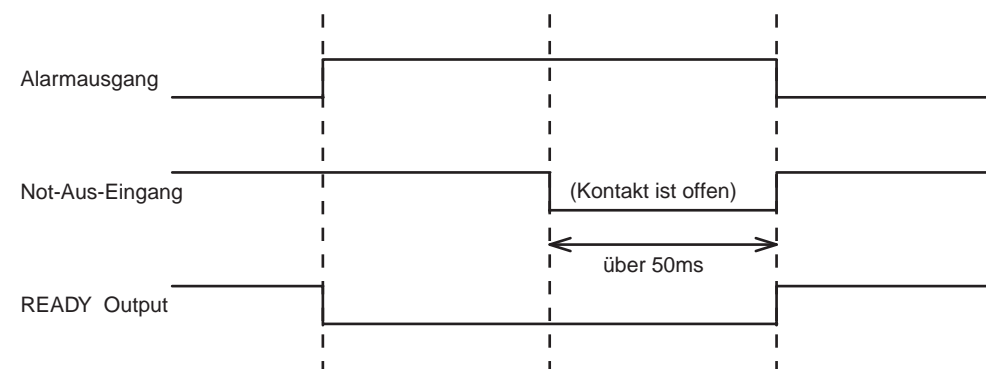 Alarmausgang
Not-Aus-Eingang
(Kontakt ist offen)
über 50ms
READY Output